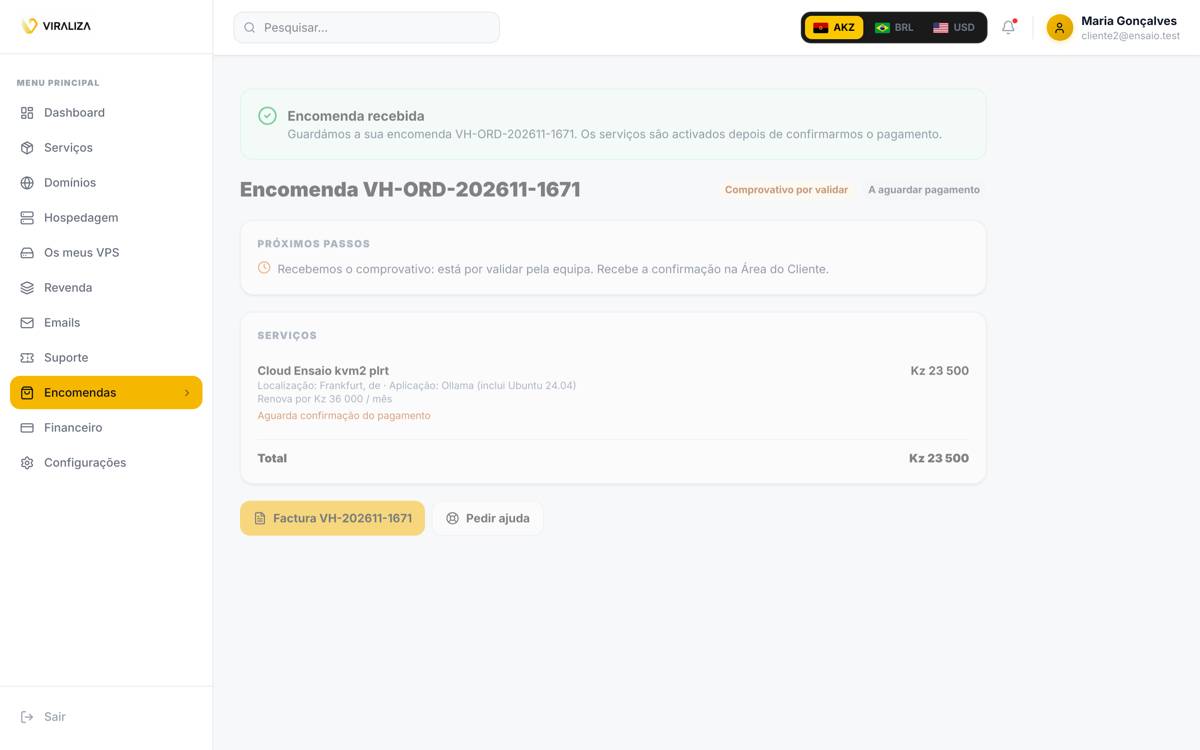 VIRALIZA
Pesquisar...
AKZ
BRL
USD
Maria Gonçalves
cliente2@ensaio.test
MENU PRINCIPAL
Dashboard
Serviços
Domínios
Hospedagem
Os meus VPS
Revenda
Emails
Suporte
Encomendas
Financeiro
Configurações
Sair
Encomenda recebida
Guardámos a sua encomenda VH-ORD-202611-1671. Os serviços são activados depois de confirmarmos o pagamento.
Encomenda VH-ORD-202611-1671
Comprovativo por validar
A aguardar pagamento
PRÓXIMOS PASSOS
Recebemos o comprovativo: está por validar pela equipa. Recebe a confirmação na Área do Cliente.
SERVIÇOS
Cloud Ensaio kvm2 plrt
Kz 23 500
Localização: Frankfurt, de · Aplicação: Ollama (inclui Ubuntu 24.04)
Renova por Kz 36 000 / mês
Aguarda confirmação do pagamento
Total
Kz 23 500
Factura VH-202611-1671
Pedir ajuda